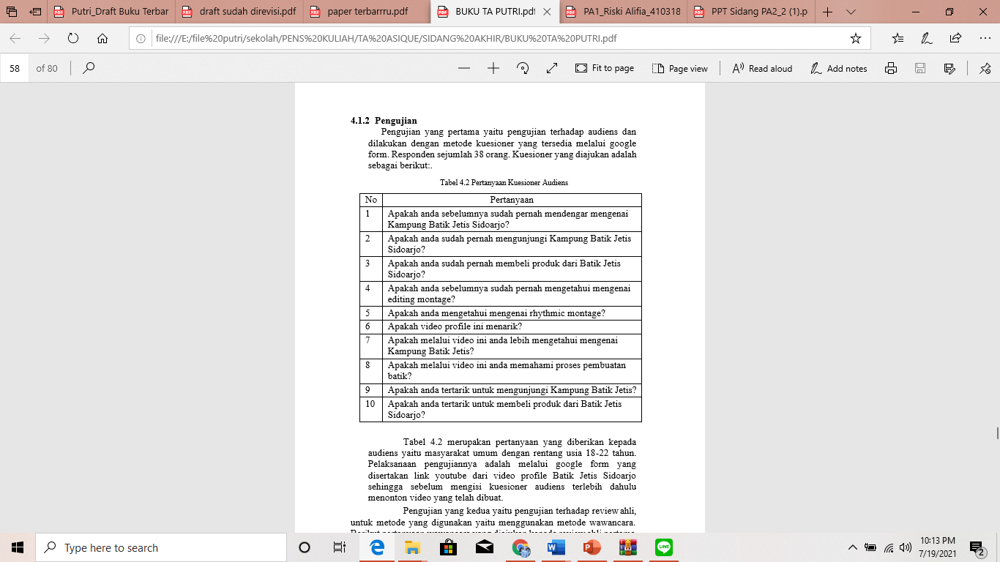 Putri_Draft Buku Terbar
draft sudah direvisi.pdf
paper terbarrru.pdf
BUKU TA PUTRI.pdf
PA1_Riski Alifia_410318
PPT Sidang PA2_2 (1).p
file:///E:/file%20putri/sekolah/PENS%20KULIAH/TA%20ASIQUE/SIDANG%20AKHIR/BUKU%20TA%20PUTRI.pdf
58 of 80
Fit to page
Page view
Read aloud
Add notes
4.1.2 Pengujian
Pengujian yang pertama yaitu pengujian terhadap audiens dan
dilakukan dengan metode kuesioner yang tersedia melalui google
form. Responden sejumlah 38 orang. Kuesioner yang diajukan adalah
sebagai berikut:.
Tabel 4.2 Pertanyaan Kuesioner Audiens
No Pertanyaan
1 Apakah anda sebelumnya sudah pernah mendengar mengenai
Kampung Batik Jetis Sidoarjo?
2 Apakah anda sudah pernah mengunjungi Kampung Batik Jetis
Sidoarjo?
3 Apakah anda sudah pernah membeli produk dari Batik Jetis
Sidoarjo?
4 Apakah anda sebelumnya sudah pernah mengetahui mengenai
editing montage?
5 Apakah anda mengetahui mengenai rhythmic montage?
6 Apakah video profile ini menarik?
7 Apakah melalui video ini anda lebih mengetahui mengenai
Kampung Batik Jetis?
8 Apakah melalui video ini anda memahami proses pembuatan
batik?
9 Apakah anda tertarik untuk mengunjungi Kampung Batik Jetis?
10 Apakah anda tertarik untuk membeli produk dari Batik Jetis
Sidoarjo?
Tabel 4.2 merupakan pertanyaan yang diberikan kepada
audiens yaitu masyarakat umum dengan rentang usia 18-22 tahun.
Pelaksanaan pengujiannya adalah melalui google form yang
disertakan link youtube dari video profile Batik Jetis Sidoarjo
sehingga sebelum mengisi kuesioner audiens terlebih dahulu
menonton video yang telah dibuat.
Pengujian yang kedua yaitu pengujian terhadap review ahli,
untuk metode yang digunakan yaitu menggunakan metode wawancara.
Type here to search
10:13 PM
7/19/2021
2